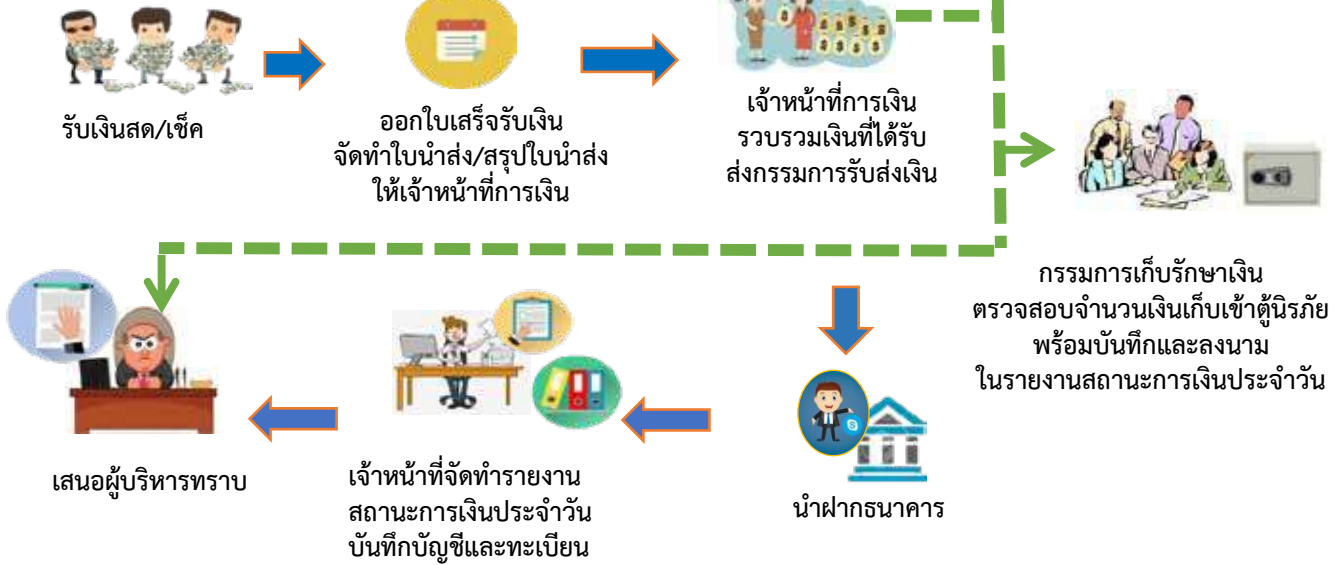 รับเงินสด/เช็ค
ออกใบเสร็จรับเงิน
จัดทำใบนำส่ง/สรุปใบนำส่ง
ให้เจ้าหน้าที่การเงิน
เจ้าหน้าที่การเงิน
รวบรวมเงินที่ได้รับ
ส่งกรรมการรับส่งเงิน
กรรมการเก็บรักษาเงิน
ตรวจสอบจำนวนเงินเก็บเข้าตู้นิรภัย
พร้อมบันทึกและลงนาม
ในรายงานสถานะการเงินประจำวัน
นำฝากธนาคาร
เจ้าหน้าที่จัดทำรายงาน
สถานะการเงินประจำวัน
บันทึกบัญชีและทะเบียน
เสนอผู้บริหารทราบ